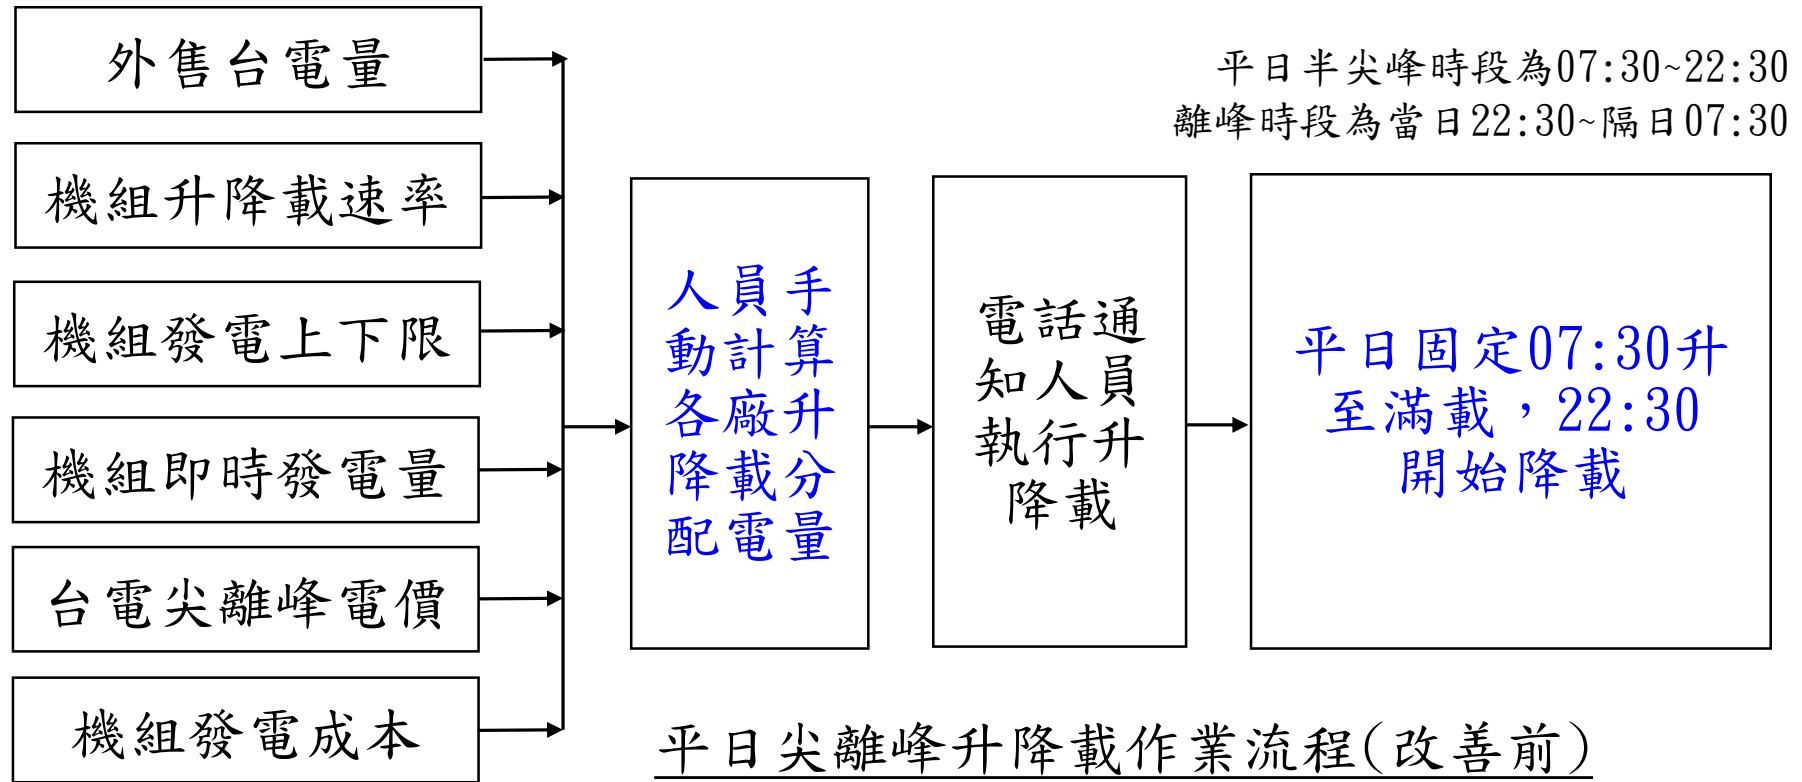 外售台電量
平日半尖峰時段為07:30~22:30
離峰時段為當日22:30~隔日07:30
機組升降載速率
機組發電上下限
機組即時發電量
台電尖離峰電價
機組發電成本
人員手
動計算
各廠升
降載分
配電量
電話通
知人員
執行升
降載
平日固定07:30升
至滿載，22:30
開始降載
平日尖離峰升降載作業流程(改善前)